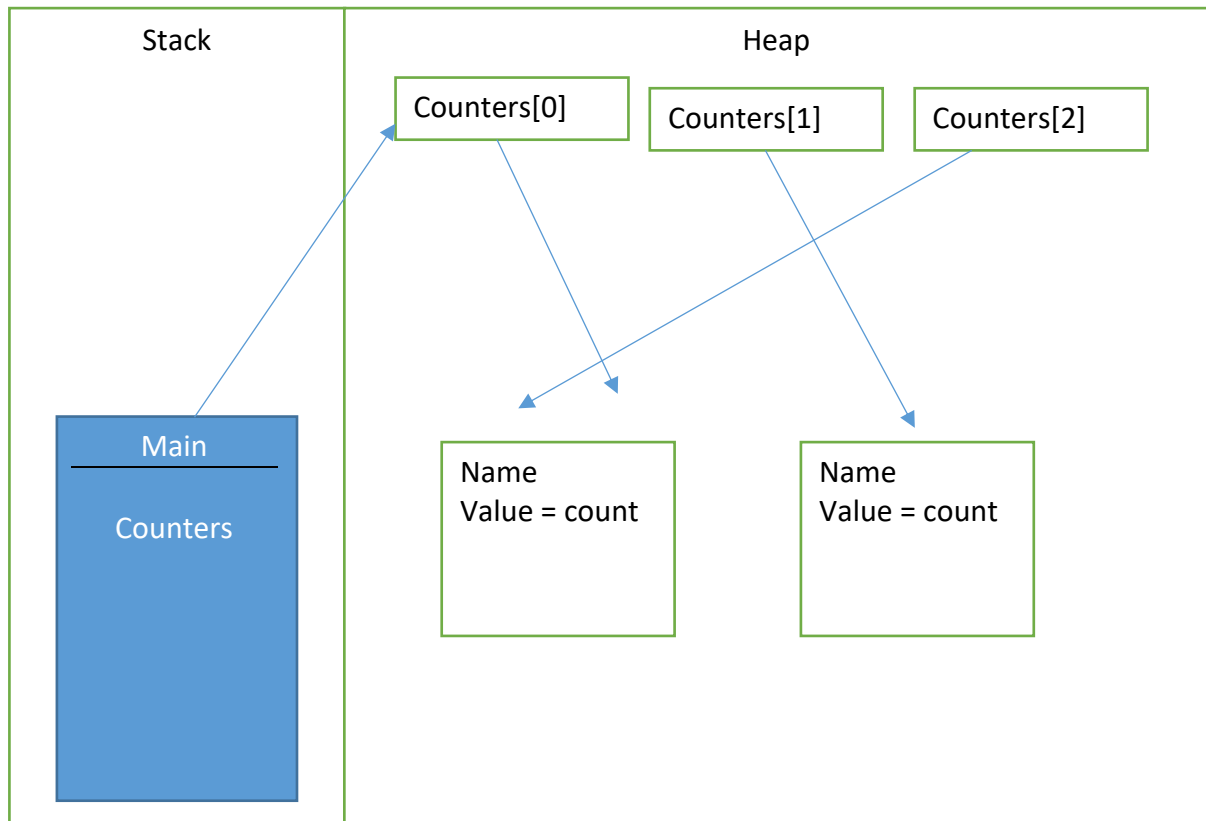 Stack
Heap
Counters[0]
Counters[1]
Counters[2]
Main
Counters
Name
Value = count
Name
Value = count